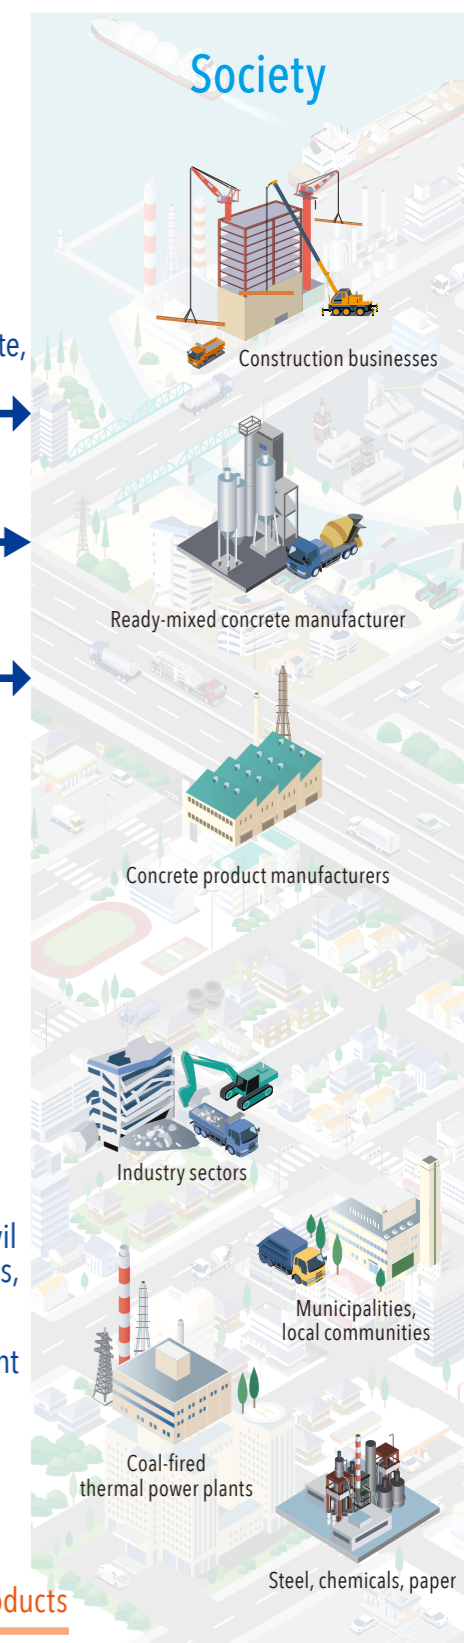 Society
te,
Construction businesses
Ready-mixed concrete manufacturer
Concrete product manufacturers
Industry sectors
vil
s,
Municipalities,
local communities
nt
Coal-fired
thermal power plants
Steel, chemicals, paper
oducts